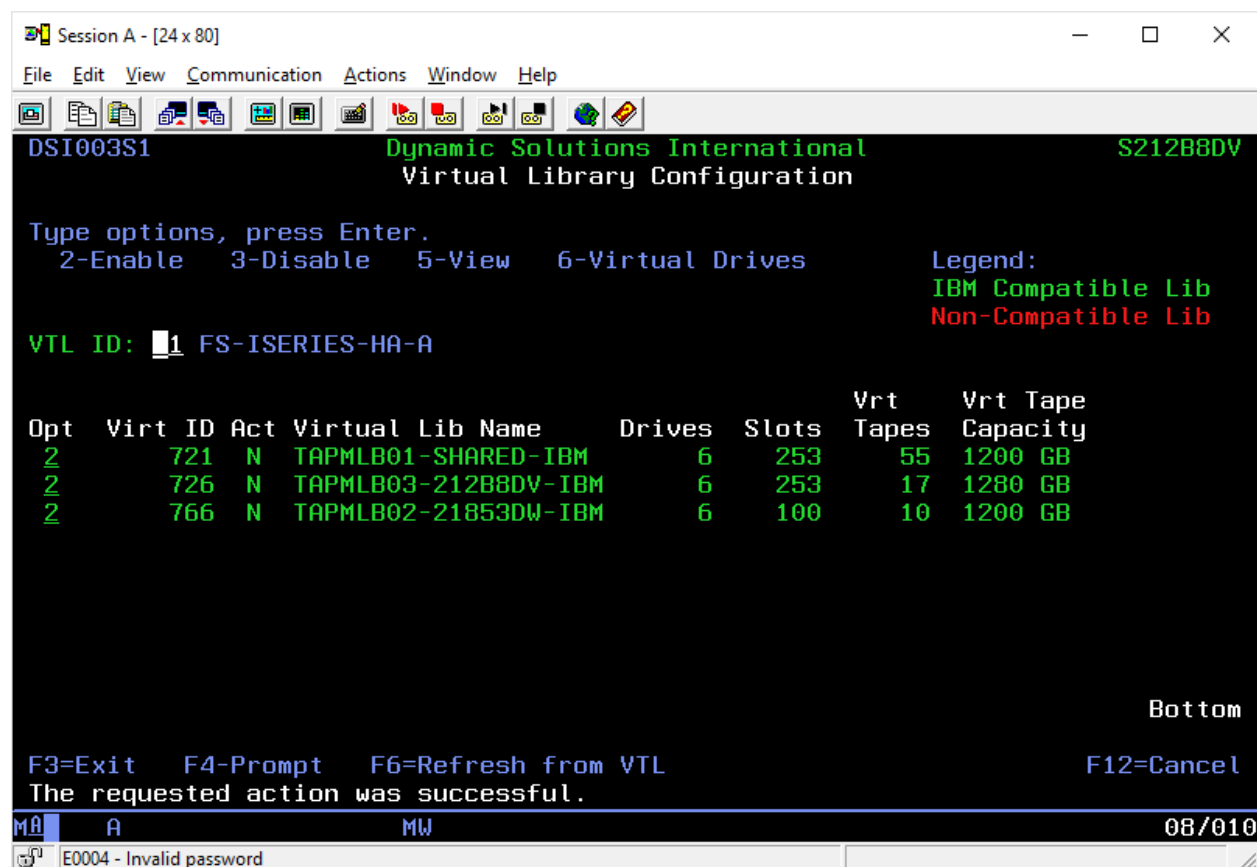 Session A - [24 x 80]
File Edit View Communication Actions Window Help
DSI003S1 Dynamic Solutions International S212B8DV
Virtual Library Configuration
Type options, press Enter.
2-Enable 3-Disable 5-View 6-Virtual Drives Legend:
IBM Compatible Lib
Non-Compatible Lib
VTL ID: 1 FS-ISERIES-HA-A
Vrt Vrt Tape
Opt Virt ID Act Virtual Lib Name Drives Slots Tapes Capacity
2 721 N TAPMLB01-SHARED-IBM 6 253 55 1200 GB
2 726 N TAPMLB03-212B8DV-IBM 6 253 17 1280 GB
2 766 N TAPMLB02-21853DW-IBM 6 100 10 1200 GB
Bottom
F3=Exit F4-Prompt F6=Refresh from VTL F12=Cancel
The requested action was successful.
MA A MW 08/010
E0004 - Invalid password